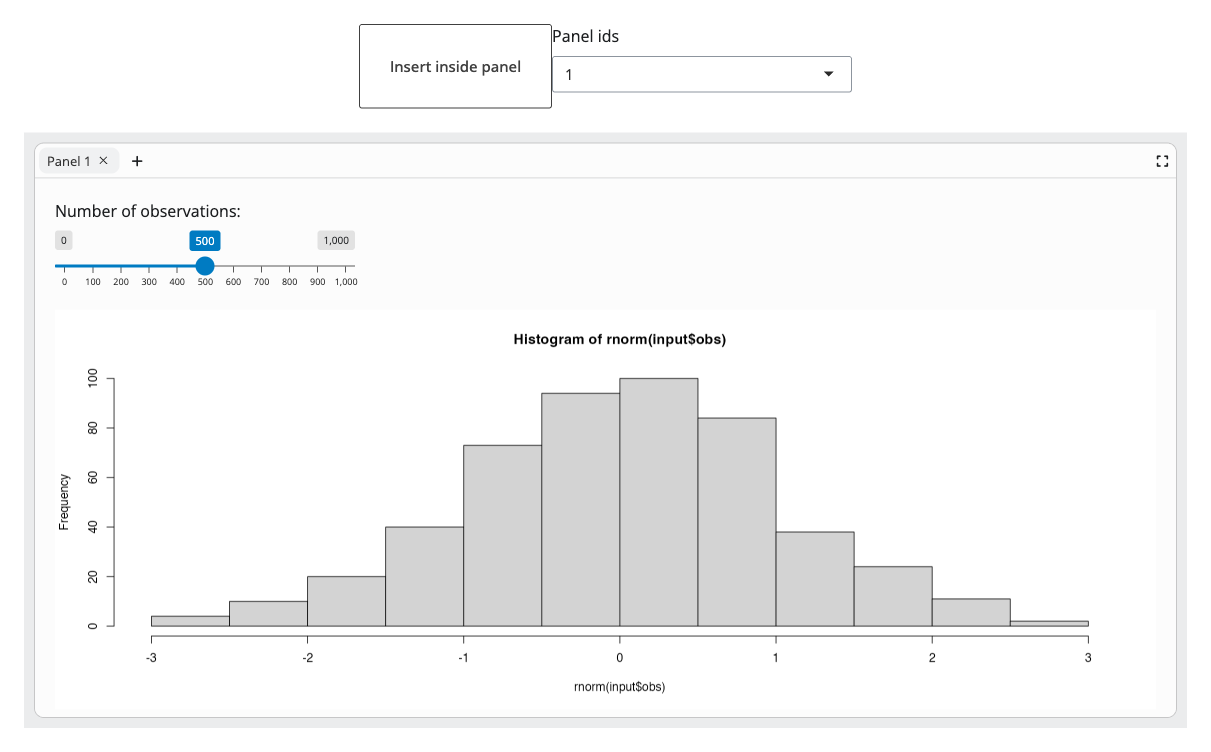 Panel ids
Insert inside panel
1
Panel 1
Number of observations:
0 500 1,000
0 100 200 300 400 500 600 700 800 900 1,000
Histogram of rnorm(input$obs)
Frequency
100
80
60
40
20
0
-3 -2 -1 0 1 2 3
rnorm(input$obs)